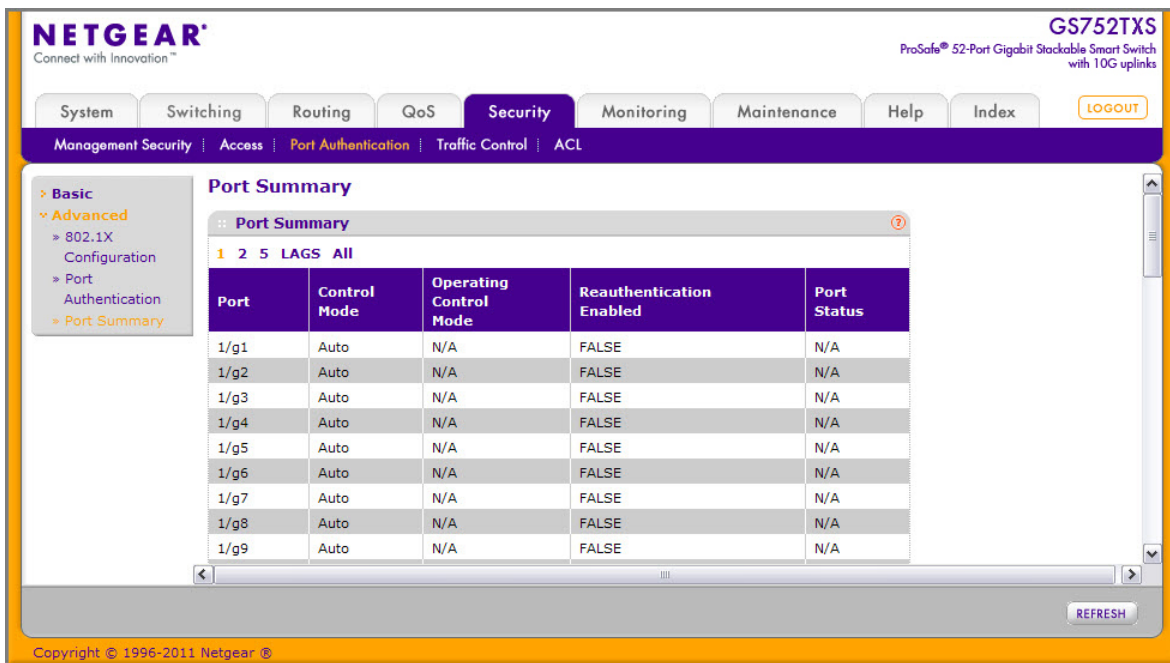 NETGEAR®
Connect with Innovation™
GS752TXS
ProSafe® 52-Port Gigabit Stackable Smart Switch
with 10G uplinks
System Switching Routing QoS Security Monitoring Maintenance Help Index LOGOUT
Management Security | Access | Port Authentication | Traffic Control | ACL
Basic
Advanced
» 802.1X
Configuration
» Port
Authentication
» Port Summary
Port Summary
Port Summary ?
1 2 5 LAGS All
Port Control Mode Operating Control Mode Reauthentication Enabled Port Status
1/g1 Auto N/A FALSE N/A
1/g2 Auto N/A FALSE N/A
1/g3 Auto N/A FALSE N/A
1/g4 Auto N/A FALSE N/A
1/g5 Auto N/A FALSE N/A
1/g6 Auto N/A FALSE N/A
1/g7 Auto N/A FALSE N/A
1/g8 Auto N/A FALSE N/A
1/g9 Auto N/A FALSE N/A
REFRESH
Copyright © 1996-2011 Netgear ®